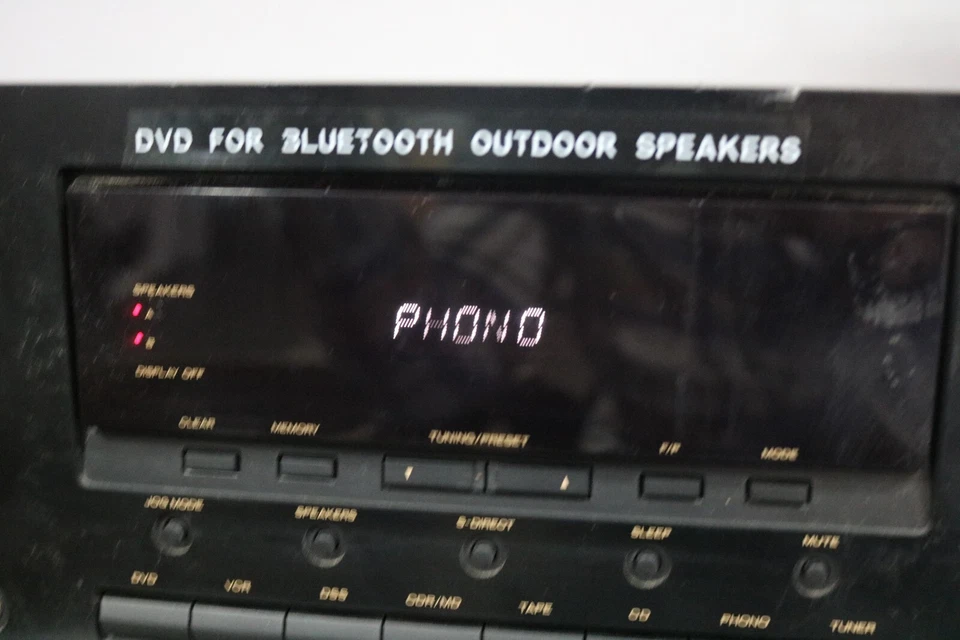 DVD FOR BLUETOOTH OUTDOOR SPEAKERS
SPEAKERS
A
B
PHONO
DISPLAY OFF
CLEAR MEMORY TUNING/PRESET F/F MODE
JOG MODE SPEAKERS S-DIRECT SLEEP MUTE
DVD VCR DSS CDR/MD TAPE CD PHONO TUNER